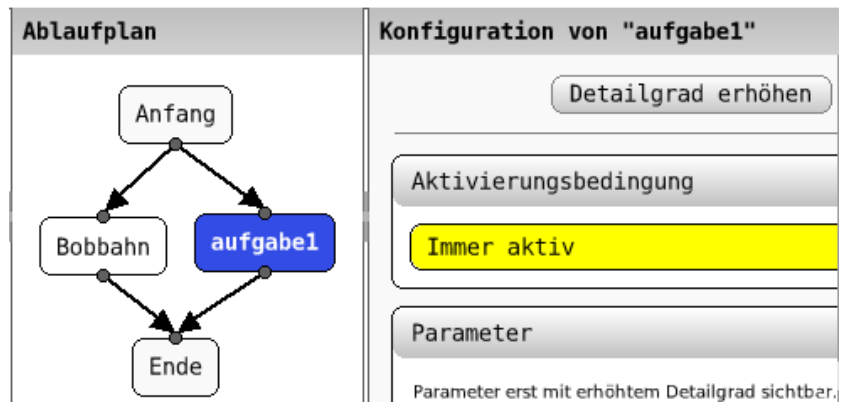 Ablaufplan
Anfang
Bobbahn
aufgabe1
Ende
Konfiguration von "aufgabe1"
Detailgrad erhöhen
Aktivierungsbedingung
Immer aktiv
Parameter
Parameter erst mit erhöhtem Detailgrad sichtbar.